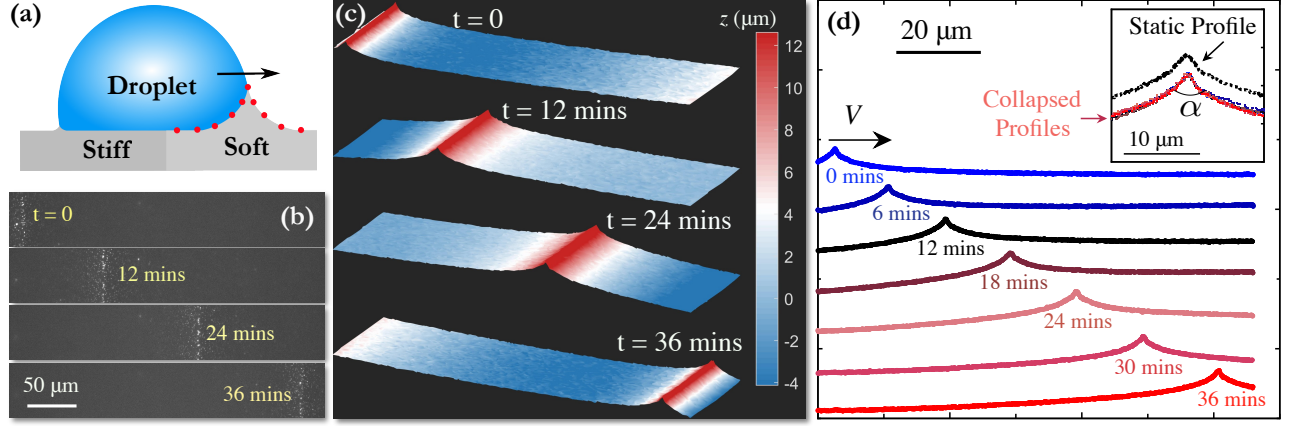 (a)
Droplet
Stiff
Soft
(b)
t = 0
12 mins
24 mins
36 mins
50 μm
(c)
t = 0
t = 12 mins
t = 24 mins
t = 36 mins
z (μm)
12
10
8
6
4
2
0
-2
-4
(d)
20 μm
V
0 mins
6 mins
12 mins
18 mins
24 mins
30 mins
36 mins
Static Profile
Collapsed
Profiles
α
10 μm